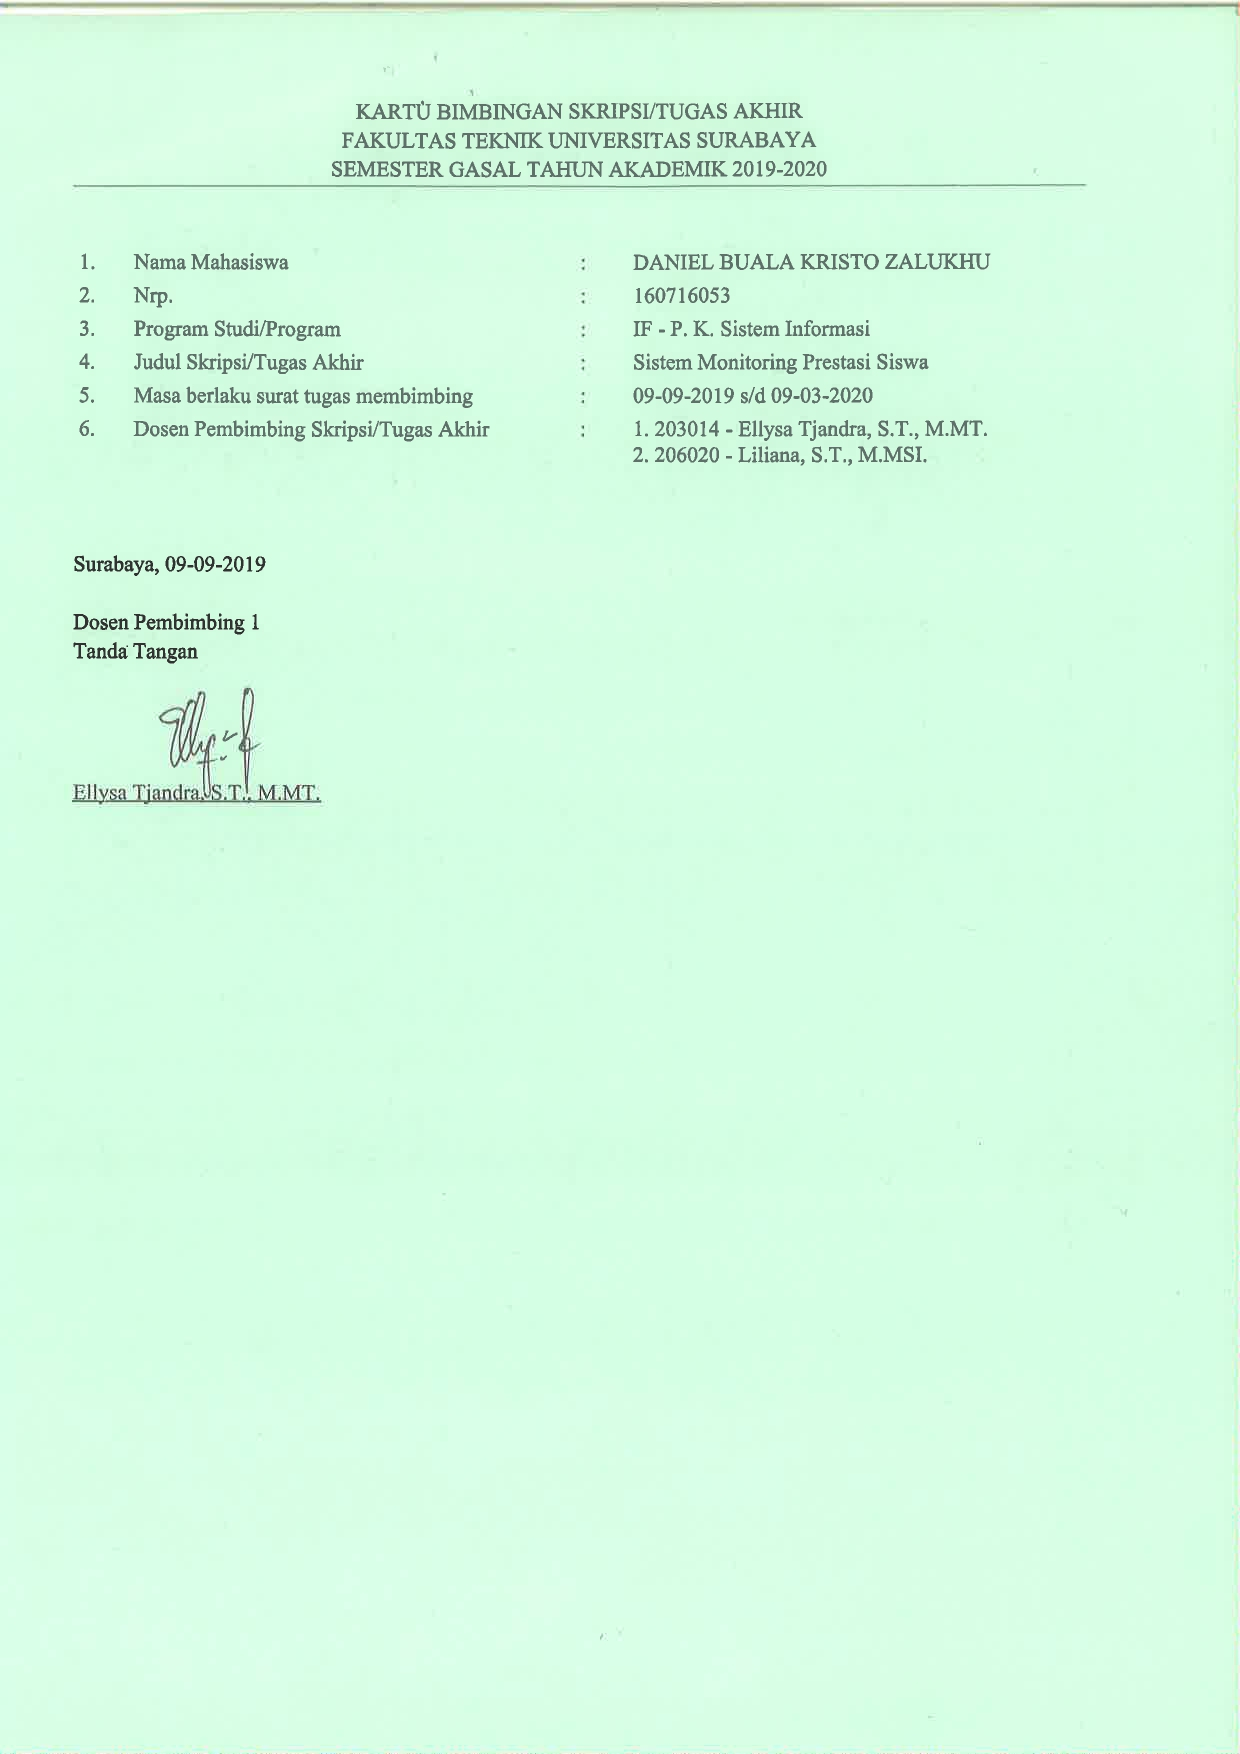 KARTU BIMBINGAN SKRIPSI/TUGAS AKHIR
FAKULTAS TEKNIK UNIVERSITAS SURABAYA
SEMESTER GASAL TAHUN AKADEMIK 2019-2020
1. Nama Mahasiswa : DANIEL BUALA KRISTO ZALUKHU
2. Nrp. : 160716053
3. Program Studi/Program : IF - P. K. Sistem Informasi
4. Judul Skripsi/Tugas Akhir : Sistem Monitoring Prestasi Siswa
5. Masa berlaku surat tugas membimbing : 09-09-2019 s/d 09-03-2020
6. Dosen Pembimbing Skripsi/Tugas Akhir : 1. 203014 - Ellysa Tjandra, S.T., M.MT.
2. 206020 - Liliana, S.T., M.MSI.
Surabaya, 09-09-2019
Dosen Pembimbing 1
Tanda Tangan
Ellysa Tjandra, S.T., M.MT.